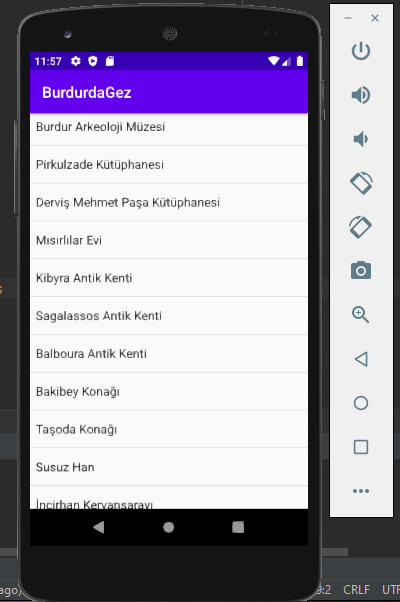 11:57
BurdurdaGez
Burdur Arkeoloji Müzesi
Pirkulzade Kütüphanesi
Derviş Mehmet Paşa Kütüphanesi
Mısırlılar Evi
Kibyra Antik Kenti
Sagalassos Antik Kenti
Balboura Antik Kenti
Bakibey Konağı
Taşoda Konağı
Susuz Han
İncirhan Kervansarayı
ago)
9:2 CRLF UTF